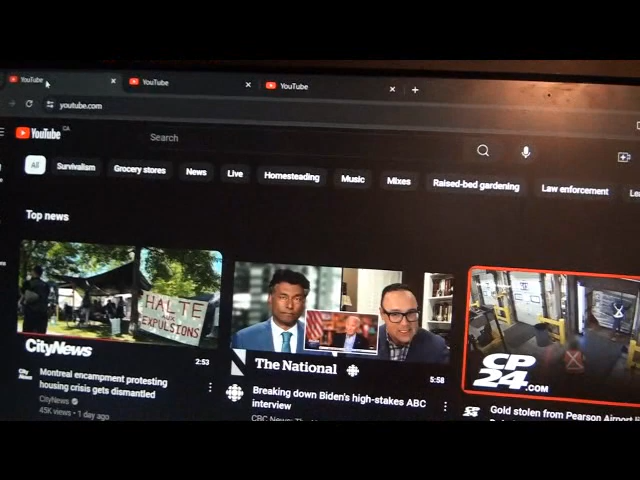 YouTube
YouTube
YouTube
youtube.com
YouTube CA
Search
All
Survivalism
Grocery stores
News
Live
Homesteading
Music
Mixes
Raised-bed gardening
Law enforcement
Top news
HALTE
AUX
EXPULSIONS
CityNews
2:53
The National
5:58
CP
24.COM
Montreal encampment protesting
housing crisis gets dismantled
CityNews
45K views • 1 day ago
Breaking down Biden's high-stakes ABC
interview
CBC News: The
Gold stolen from Pearson Airport